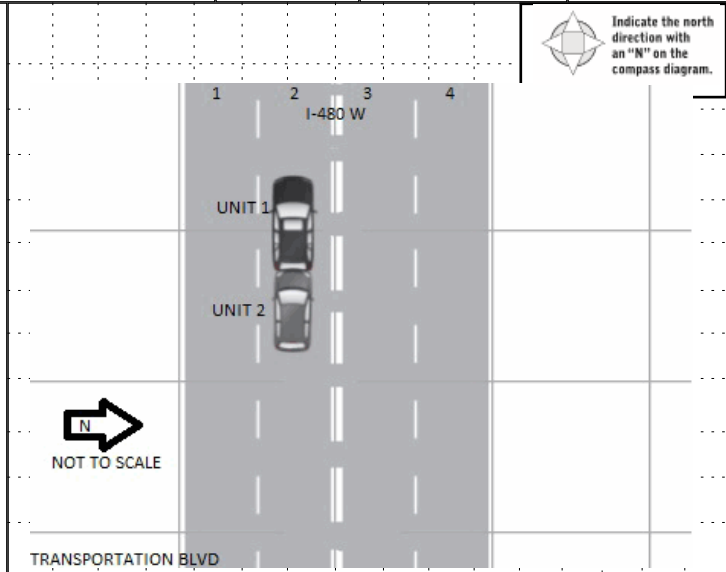 Indicate the north
direction with
an “N” on the
compass diagram.
1 2 3 4
I-480 W
UNIT 1
UNIT 2
N
NOT TO SCALE
TRANSPORTATION BLVD